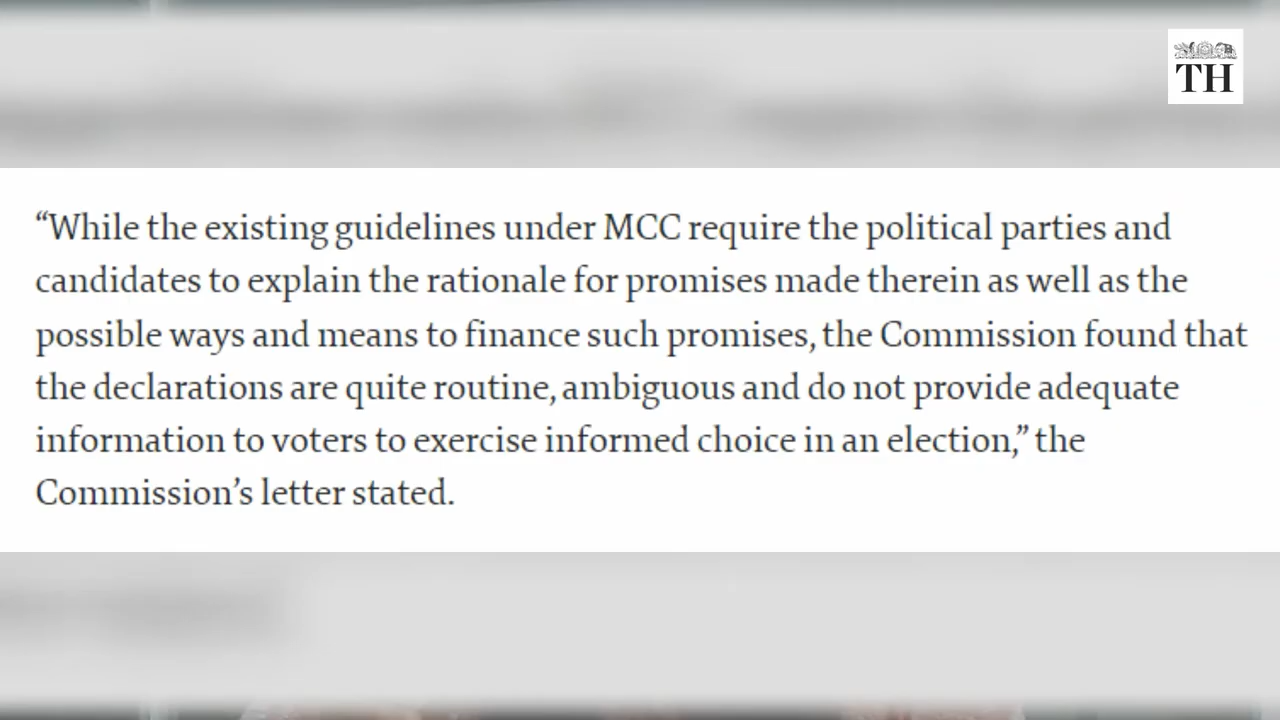 TH
“While the existing guidelines under MCC require the political parties and
candidates to explain the rationale for promises made therein as well as the
possible ways and means to finance such promises, the Commission found that
the declarations are quite routine, ambiguous and do not provide adequate
information to voters to exercise informed choice in an election,” the
Commission’s letter stated.